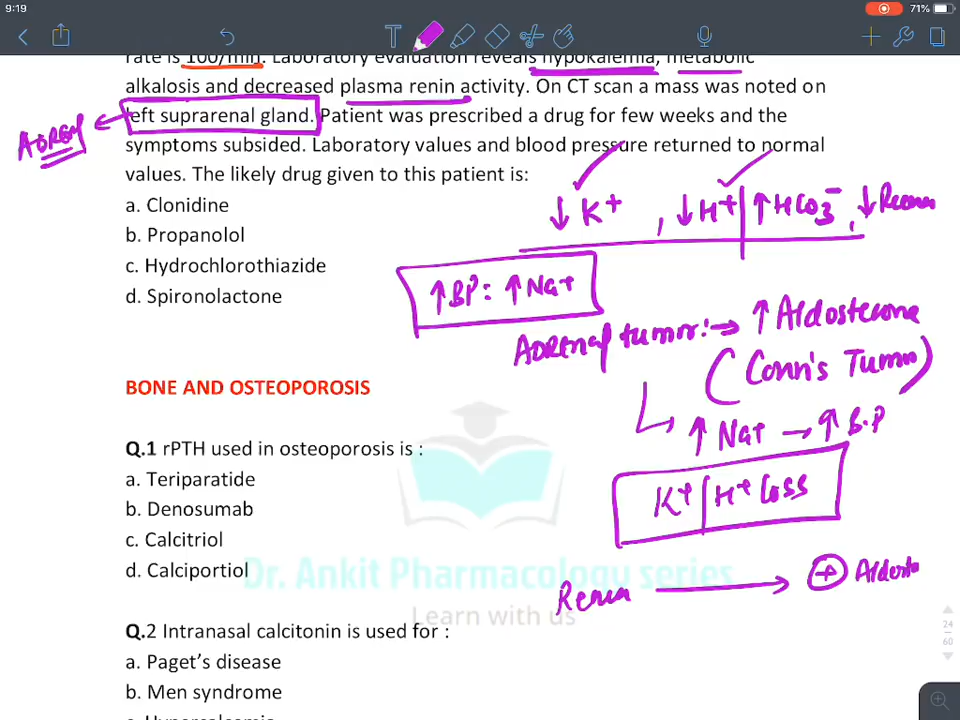 9:19
71%
T
rate is 100/min. Laboratory evaluation reveals hypokalemia, metabolic
alkalosis and decreased plasma renin activity. On CT scan a mass was noted on
left suprarenal gland. Patient was prescribed a drug for few weeks and the
ADRENAL
symptoms subsided. Laboratory values and blood pressure returned to normal
values. The likely drug given to this patient is:
a. Clonidine
b. Propanolol
c. Hydrochlorothiazide
d. Spironolactone
↓ K+ , ↓ H+ | ↑ HCO3− , ↓ Renin
↑ BP: ↑ Na+
ADRENAL tumor: → ↑ Aldosterone
(Conn's Tumor)
↑ Na+ → ↑ B.P
K+ | H+ Loss
Renin → + Aldosto
BONE AND OSTEOPOROSIS
Q.1 rPTH used in osteoporosis is :
a. Teriparatide
b. Denosumab
c. Calcitriol
d. Calciportiol
Dr. Ankit Pharmacology series
Learn with us
Q.2 Intranasal calcitonin is used for :
a. Paget's disease
b. Men syndrome
24
60